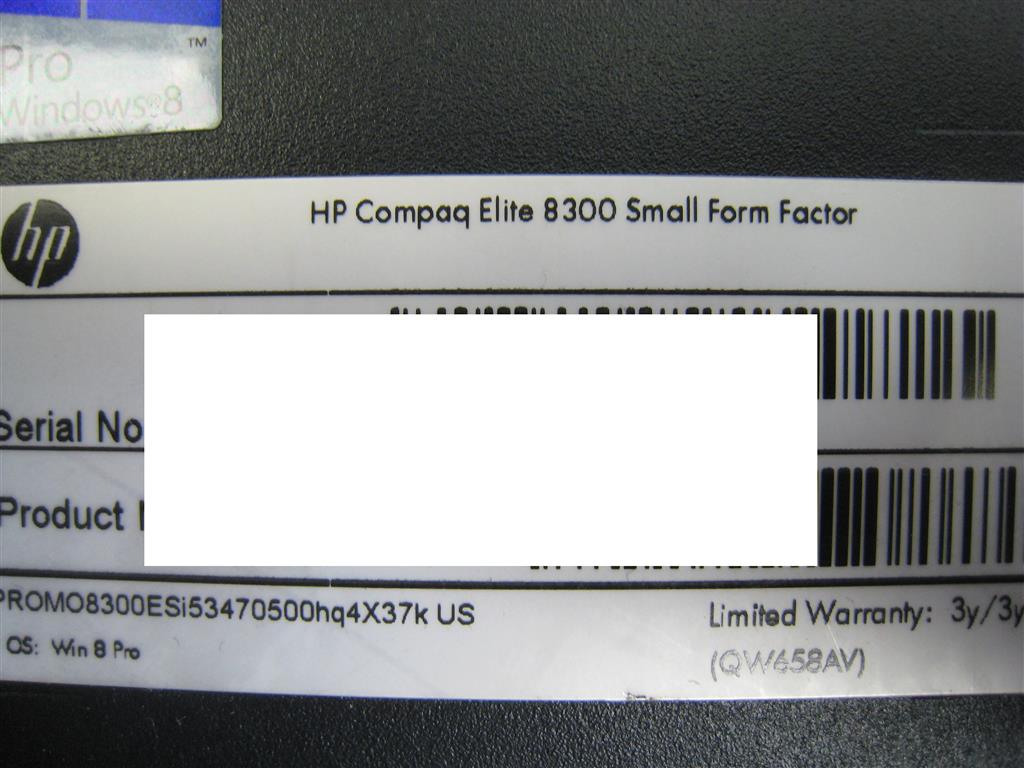 Pro
TM
Windows®8
hp
HP Compaq Elite 8300 Small Form Factor
Serial No
Product
PROMO8300ESi53470500hq4X37k US
Limited Warranty: 3y/3y
OS: Win 8 Pro
(QW658AV)